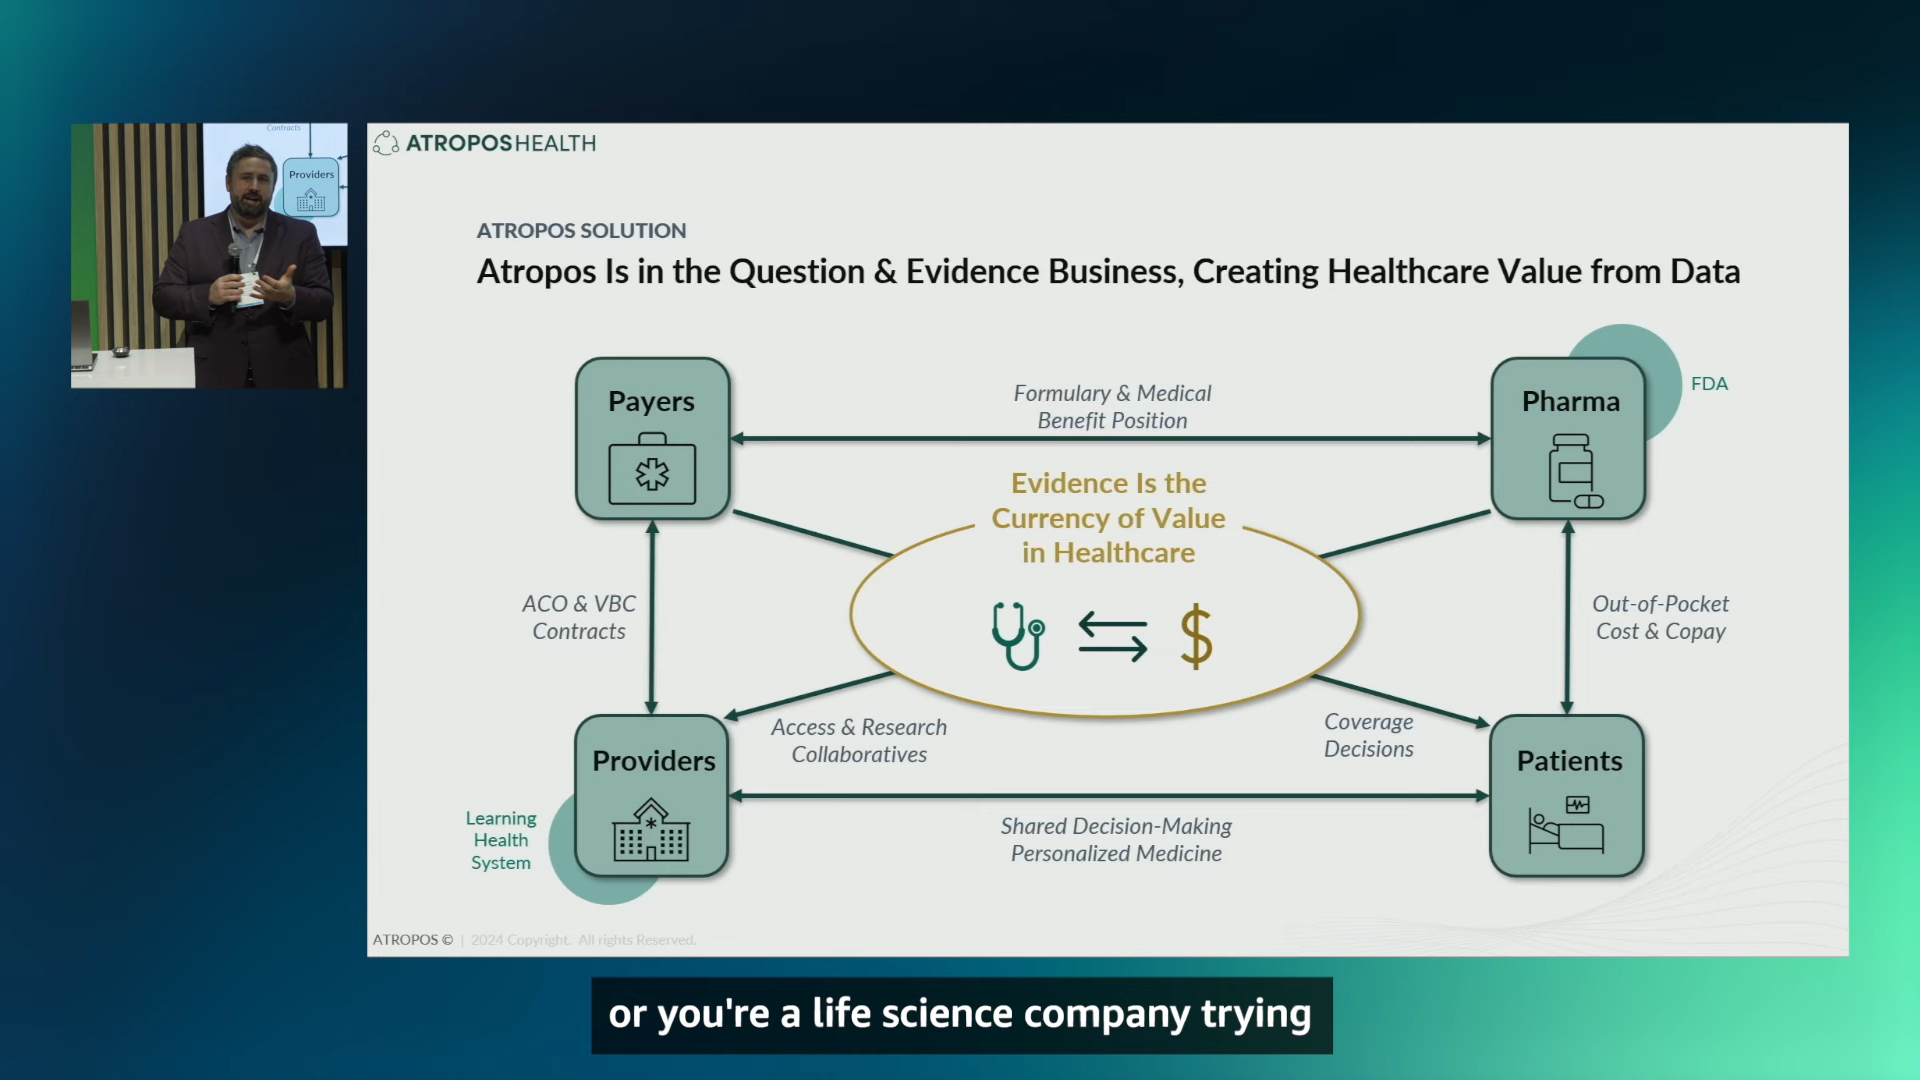 Contracts
Providers
ATROPOSHEALTH
ATROPOS SOLUTION
Atropos Is in the Question & Evidence Business, Creating Healthcare Value from Data
Payers
Formulary & Medical
Benefit Position
Pharma
FDA
Evidence Is the
Currency of Value
in Healthcare
$
ACO & VBC
Contracts
Out-of-Pocket
Cost & Copay
Access & Research
Collaboratives
Coverage
Decisions
Providers
Patients
Learning
Health
System
Shared Decision-Making
Personalized Medicine
ATROPOS © | 2024 Copyright. All rights Reserved.
or you're a life science company trying